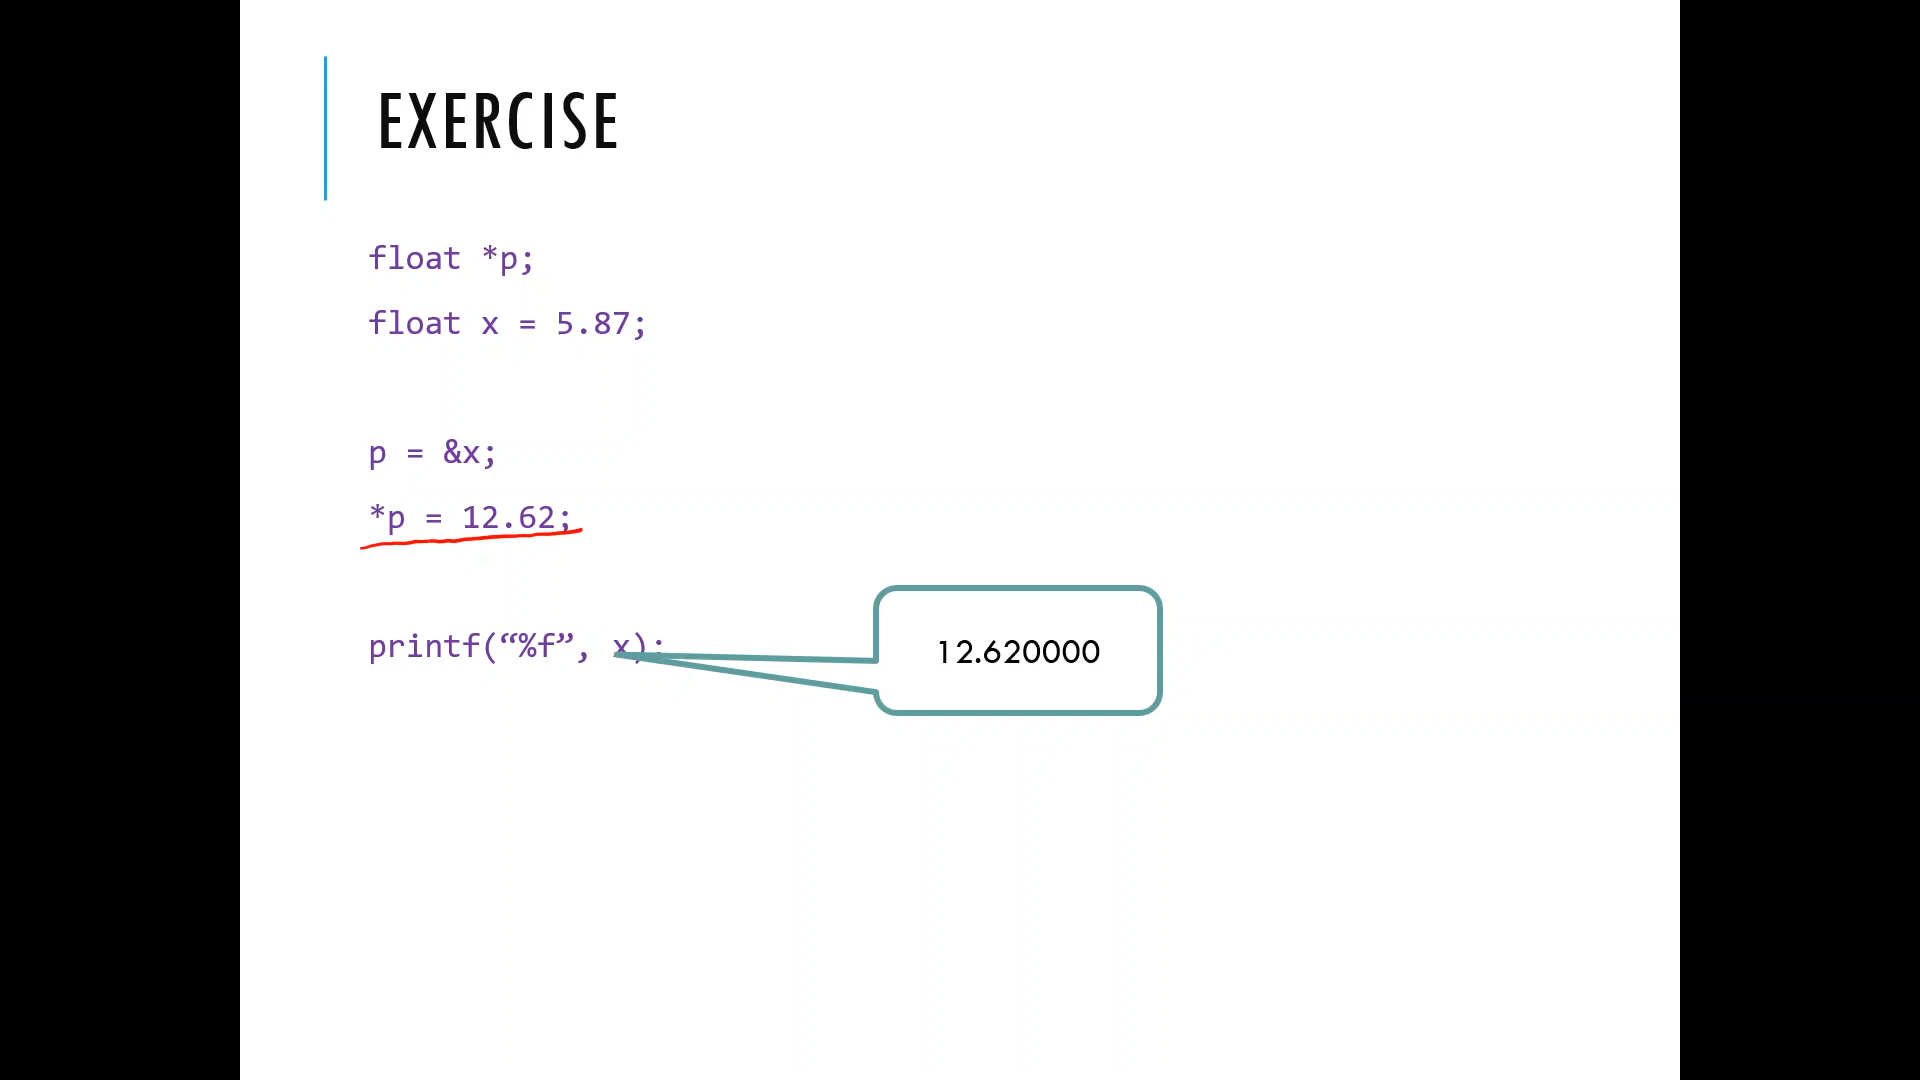 EXERCISE
float *p;
float x = 5.87;
p = &x;
*p = 12.62;
printf(“%f”, x);
12.620000